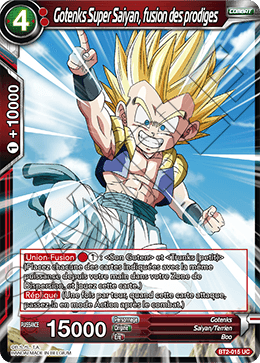 4
Gotenks Super Saiyan, fusion des prodiges
COMBAT
1 +10000
Union-Fusion 1 : <Son Goten> et <Trunks (petit)>
(Placez chacune des cartes indiquées avec la même
puissance depuis votre main dans votre Zone de
Dispersion, et jouez cette carte.)
Réplique (Une fois par tour, quand cette carte attaque,
passez-la en mode Action après le combat.)
PUISSANCE
15000
Personnage
Gotenks
Origine
Saiyan/Terrien
Ère
Boo
BT2-015 UC